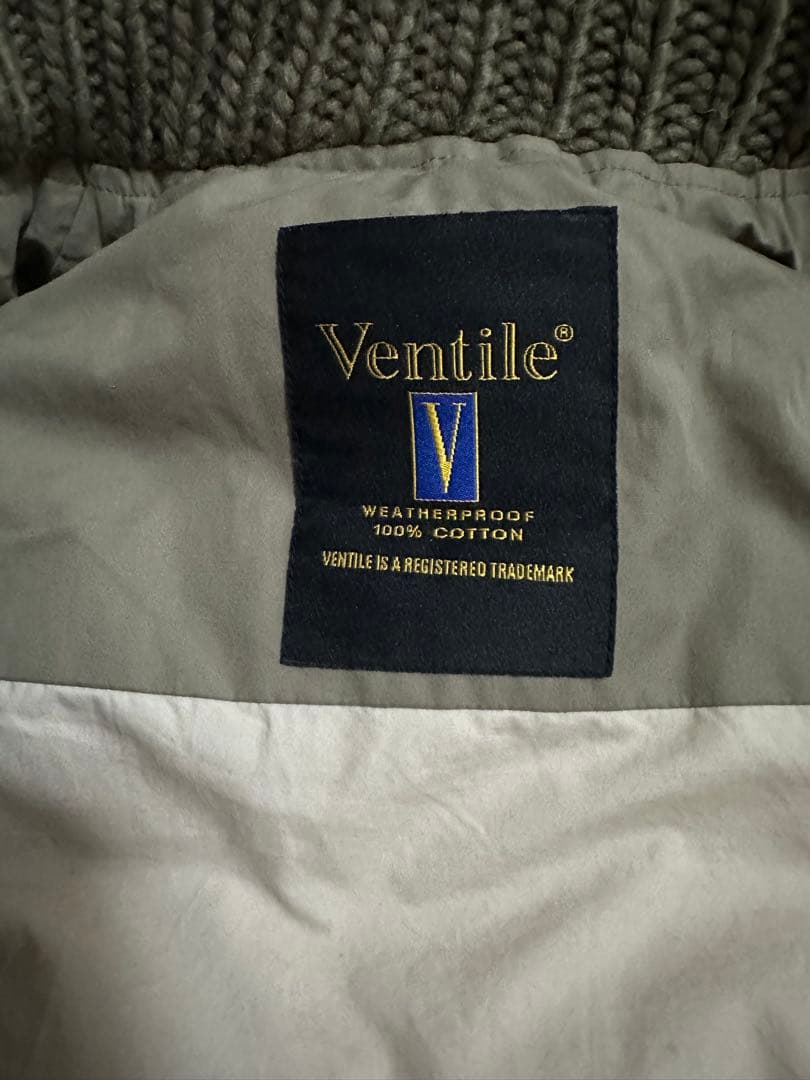 Ventile®
V
WEATHERPROOF
100% COTTON
VENTILE IS A REGISTERED TRADEMARK